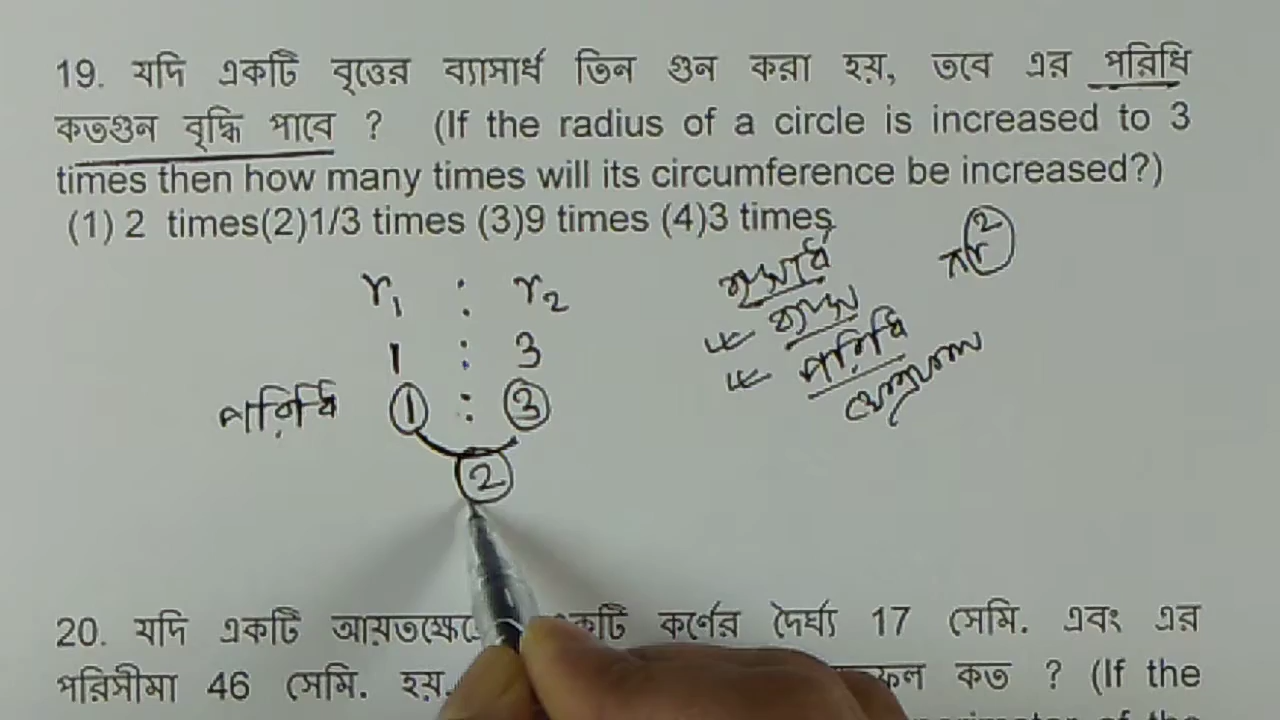 19. যদি একটি বৃত্তের ব্যাসার্ধ তিন গুন করা হয়, তবে এর পরিধি
কতগুন বৃদ্ধি পাবে ? (If the radius of a circle is increased to 3
times then how many times will its circumference be increased?)
(1) 2 times(2)1/3 times (3)9 times (4)3 times
r₁ : r₂
1 : 3
পরিধি 1 : 3
2
ব্যাস
পরিধি
ক্ষেত্রফল
πr²
20. যদি একটি কর্ণের দৈর্ঘ্য 17 সেমি. এবং এর
পরিসীমা 46 সেমি. হয়. কত ? (If the